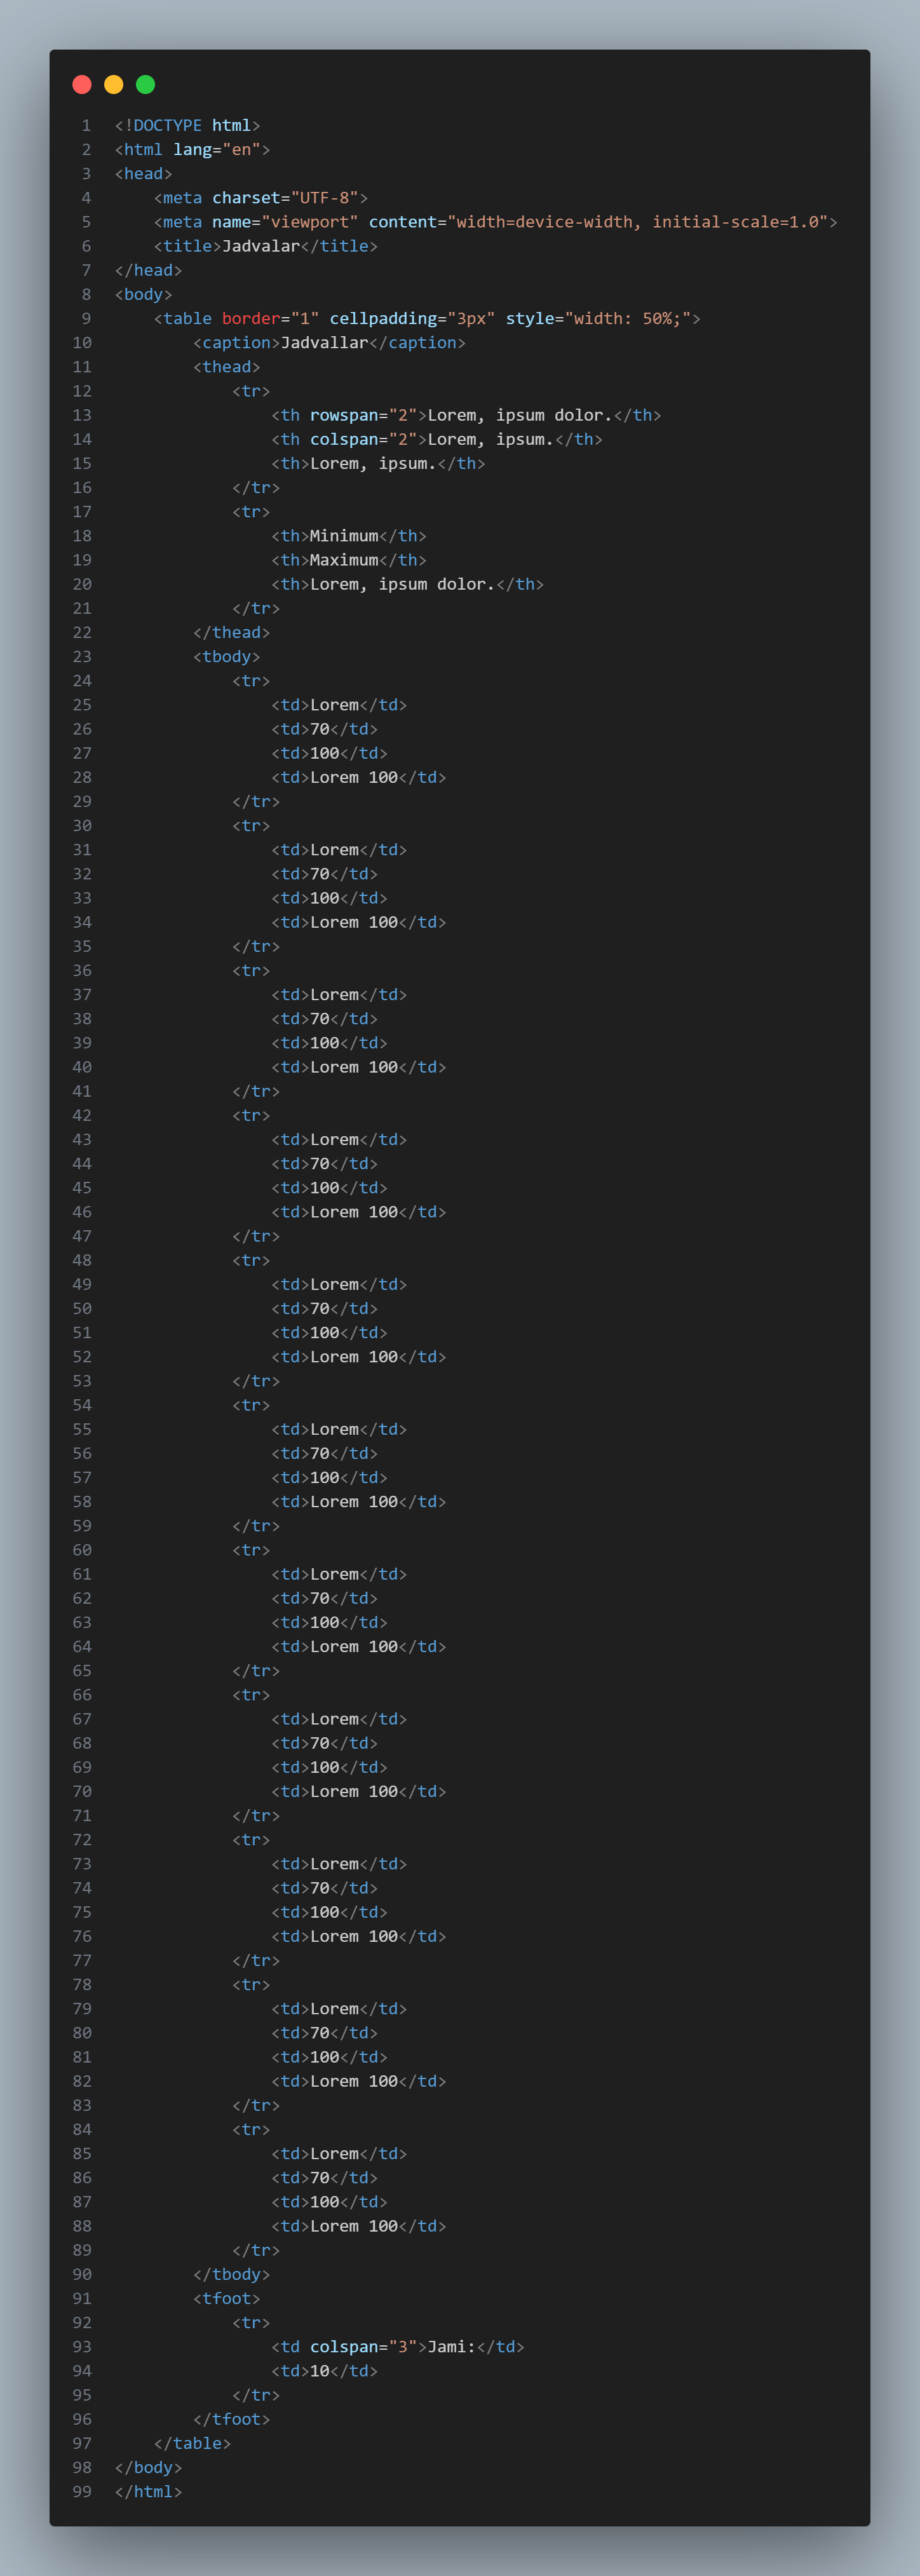 1 <!DOCTYPE html>
2 <html lang="en">
3 <head>
4     <meta charset="UTF-8">
5     <meta name="viewport" content="width=device-width, initial-scale=1.0">
6     <title>Jadvalar</title>
7 </head>
8 <body>
9     <table border="1" cellpadding="3px" style="width: 50%;">
10         <caption>Jadvallar</caption>
11         <thead>
12             <tr>
13                 <th rowspan="2">Lorem, ipsum dolor.</th>
14                 <th colspan="2">Lorem, ipsum.</th>
15                 <th>Lorem, ipsum.</th>
16             </tr>
17             <tr>
18                 <th>Minimum</th>
19                 <th>Maximum</th>
20                 <th>Lorem, ipsum dolor.</th>
21             </tr>
22         </thead>
23         <tbody>
24             <tr>
25                 <td>Lorem</td>
26                 <td>70</td>
27                 <td>100</td>
28                 <td>Lorem 100</td>
29             </tr>
30             <tr>
31                 <td>Lorem</td>
32                 <td>70</td>
33                 <td>100</td>
34                 <td>Lorem 100</td>
35             </tr>
36             <tr>
37                 <td>Lorem</td>
38                 <td>70</td>
39                 <td>100</td>
40                 <td>Lorem 100</td>
41             </tr>
42             <tr>
43                 <td>Lorem</td>
44                 <td>70</td>
45                 <td>100</td>
46                 <td>Lorem 100</td>
47             </tr>
48             <tr>
49                 <td>Lorem</td>
50                 <td>70</td>
51                 <td>100</td>
52                 <td>Lorem 100</td>
53             </tr>
54             <tr>
55                 <td>Lorem</td>
56                 <td>70</td>
57                 <td>100</td>
58                 <td>Lorem 100</td>
59             </tr>
60             <tr>
61                 <td>Lorem</td>
62                 <td>70</td>
63                 <td>100</td>
64                 <td>Lorem 100</td>
65             </tr>
66             <tr>
67                 <td>Lorem</td>
68                 <td>70</td>
69                 <td>100</td>
70                 <td>Lorem 100</td>
71             </tr>
72             <tr>
73                 <td>Lorem</td>
74                 <td>70</td>
75                 <td>100</td>
76                 <td>Lorem 100</td>
77             </tr>
78             <tr>
79                 <td>Lorem</td>
80                 <td>70</td>
81                 <td>100</td>
82                 <td>Lorem 100</td>
83             </tr>
84             <tr>
85                 <td>Lorem</td>
86                 <td>70</td>
87                 <td>100</td>
88                 <td>Lorem 100</td>
89             </tr>
90         </tbody>
91         <tfoot>
92             <tr>
93                 <td colspan="3">Jami:</td>
94                 <td>10</td>
95             </tr>
96         </tfoot>
97     </table>
98 </body>
99 </html>